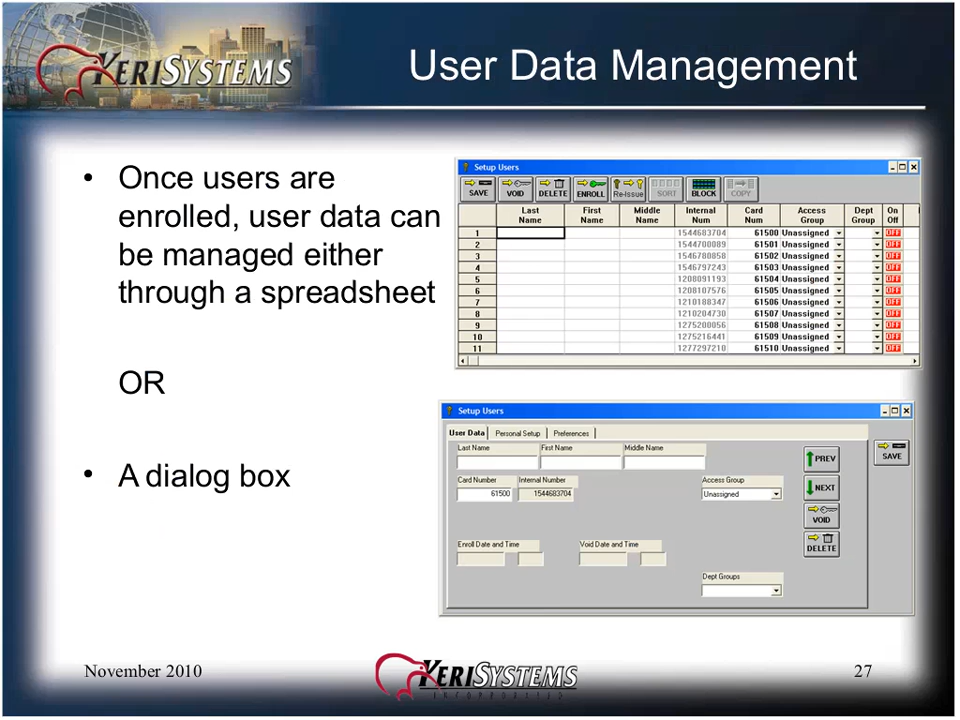 KERISYSTEMS
User Data Management
• Once users are
enrolled, user data can
be managed either
through a spreadsheet
OR
• A dialog box
Setup Users
SAVE VOID DELETE ENROLL Re-Issue SORT BLOCK COPY
Last Name First Name Middle Name Internal Num Card Num Access Group Dept Group On Off
1 1544683704 61500 Unassigned OFF
2 1544700089 61501 Unassigned OFF
3 1546780858 61502 Unassigned OFF
4 1546797243 61503 Unassigned OFF
5 1208091193 61504 Unassigned OFF
6 1208107576 61505 Unassigned OFF
7 1210188347 61506 Unassigned OFF
8 1210204730 61507 Unassigned OFF
9 1275200056 61508 Unassigned OFF
10 1275216441 61509 Unassigned OFF
11 1277297210 61510 Unassigned OFF
Setup Users
User Data Personal Setup Preferences
Last Name First Name Middle Name
PREV
SAVE
Card Number Internal Number Access Group
61500 1544683704 Unassigned
NEXT
VOID
Enroll Date and Time Void Date and Time
DELETE
Dept Groups
November 2010
KERISYSTEMS
INCORPORATED
27